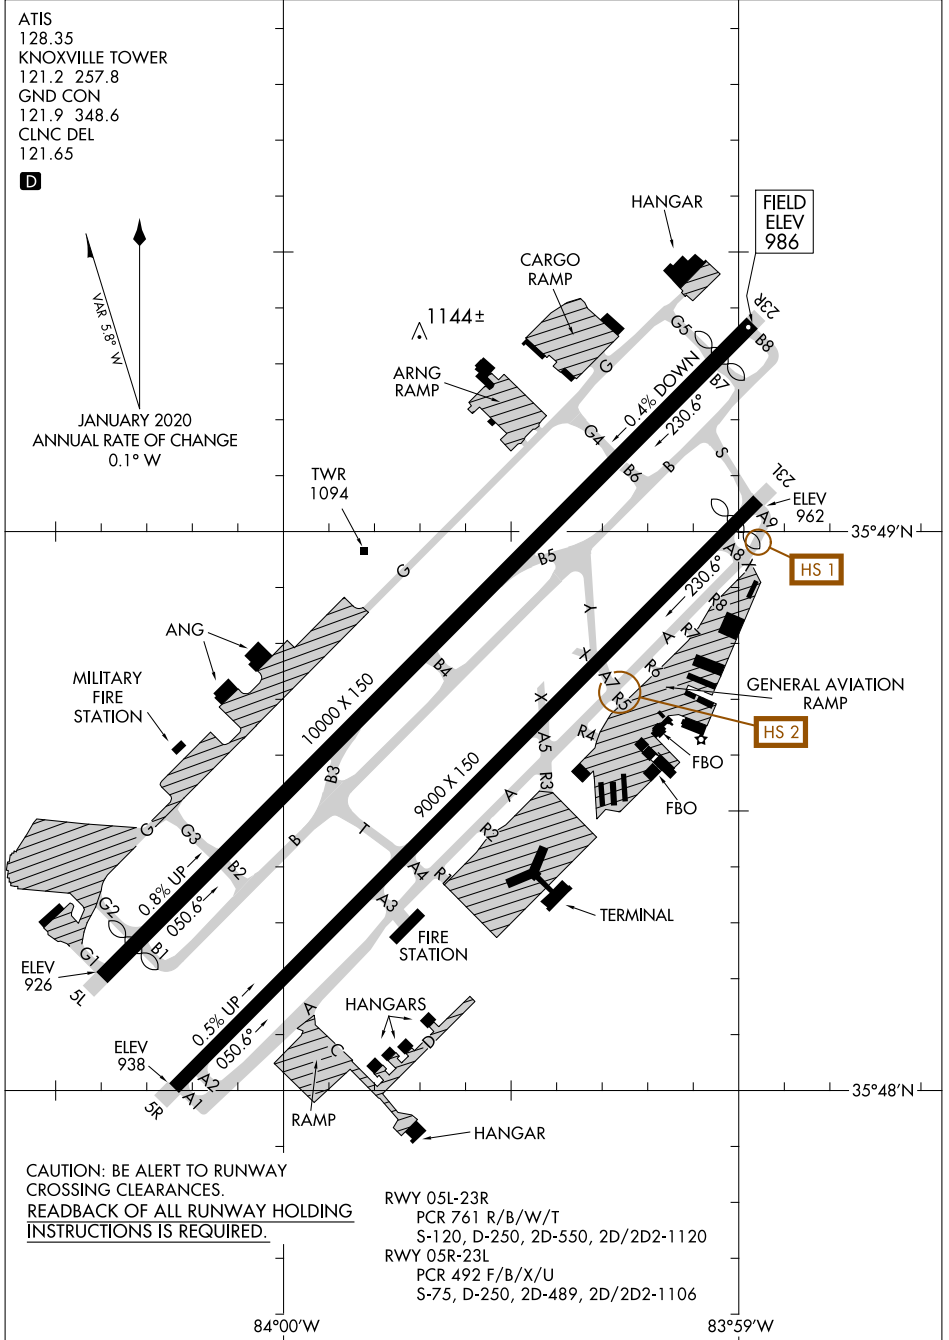 ATIS
128.35
KNOXVILLE TOWER
121.2 257.8
GND CON
121.9 348.6
CLNC DEL
121.65
D
VAR 5.8° W
JANUARY 2020
ANNUAL RATE OF CHANGE
0.1° W
HANGAR
FIELD
ELEV
986
CARGO
RAMP
1144±
ARNG
RAMP
23R
G5
B8
B7
G
0.4% DOWN
230.6°
G4
B6
B
S
TWR
1094
23L
ELEV
962
A9
35°49'N
A8
HS 1
X
B5
G
230.6°
Y
R8
R7
A
ANG
MILITARY
FIRE
STATION
B4
X
A7
R6
R5
GENERAL AVIATION
RAMP
HS 2
X
10000 X 150
R4
A5
FBO
FBO
B3
9000 X 150
R3
A
R2
T
B
G
G3
B2
A4
R1
0.8% UP
050.6°
A3
TERMINAL
FIRE
STATION
G2
B1
G1
ELEV
926
5L
HANGARS
A
0.5% UP
050.6°
C
D
ELEV
938
A2
A1
5R
35°48'N
RAMP
HANGAR
CAUTION: BE ALERT TO RUNWAY
CROSSING CLEARANCES.
READBACK OF ALL RUNWAY HOLDING
INSTRUCTIONS IS REQUIRED.
RWY 05L-23R
PCR 761 R/B/W/T
S-120, D-250, 2D-550, 2D/2D2-1120
RWY 05R-23L
PCR 492 F/B/X/U
S-75, D-250, 2D-489, 2D/2D2-1106
84°00'W
83°59'W